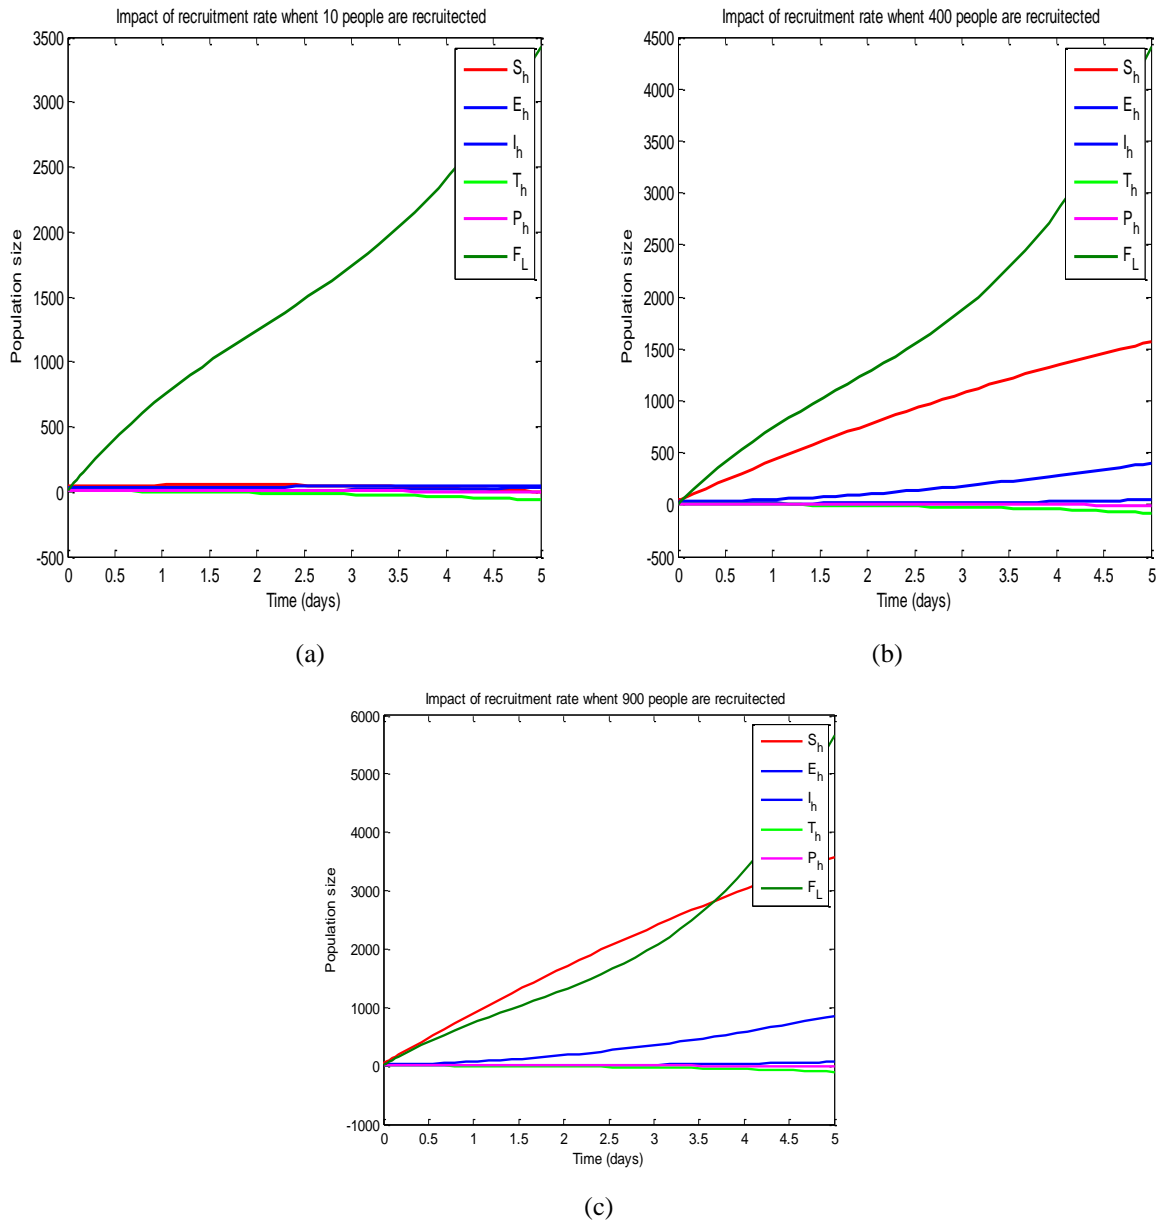 Impact of recruitment rate whent 10 people are recruitected
3500
3000
2500
2000
1500
1000
500
0
-500
Population size
0 0.5 1 1.5 2 2.5 3 3.5 4 4.5 5
Time (days)
S_h
E_h
I_h
T_h
P_h
F_L
(a)
Impact of recruitment rate whent 400 people are recruitected
4500
4000
3500
3000
2500
2000
1500
1000
500
0
-500
Population size
0 0.5 1 1.5 2 2.5 3 3.5 4 4.5 5
Time (days)
S_h
E_h
I_h
T_h
P_h
F_L
(b)
Impact of recruitment rate whent 900 people are recruitected
6000
5000
4000
3000
2000
1000
0
-1000
Population size
0 0.5 1 1.5 2 2.5 3 3.5 4 4.5 5
Time (days)
S_h
E_h
I_h
T_h
P_h
F_L
(c)